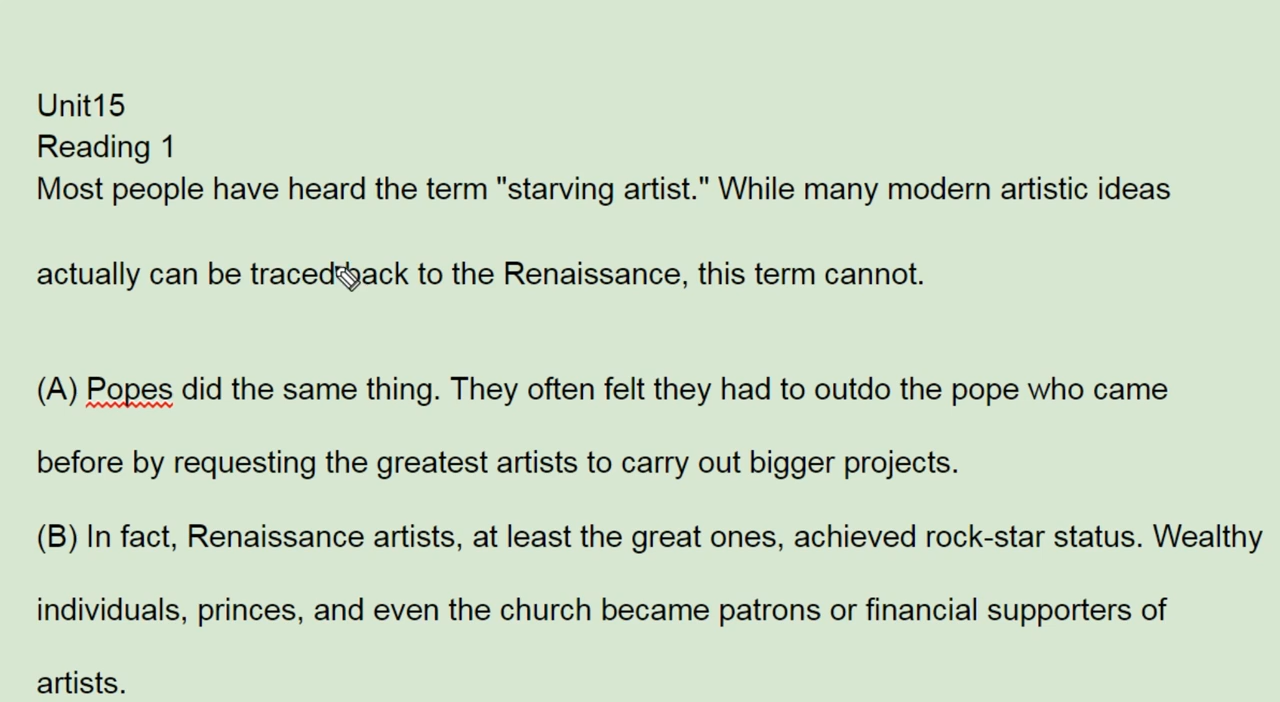 Unit15
Reading 1
Most people have heard the term "starving artist." While many modern artistic ideas
actually can be traced back to the Renaissance, this term cannot.
(A) Popes did the same thing. They often felt they had to outdo the pope who came
before by requesting the greatest artists to carry out bigger projects.
(B) In fact, Renaissance artists, at least the great ones, achieved rock-star status. Wealthy
individuals, princes, and even the church became patrons or financial supporters of
artists.